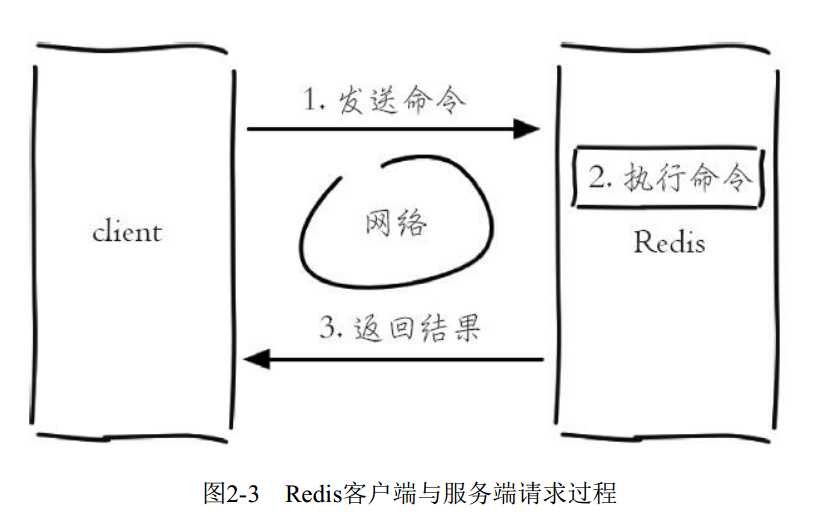 1. 发送命令
2. 执行命令
client
网络
Redis
3. 返回结果
图2-3 Redis客户端与服务端请求过程